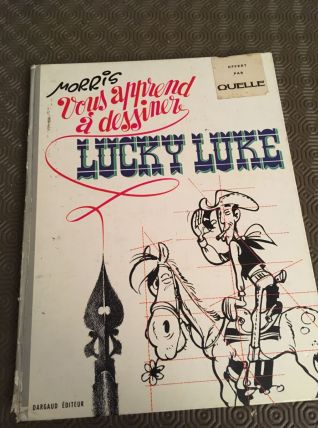 MORRIS
OFFERT
PAR
QUELLE
vous apprend
à dessiner
LUCKY LUKE
DARGAUD ÉDITEUR